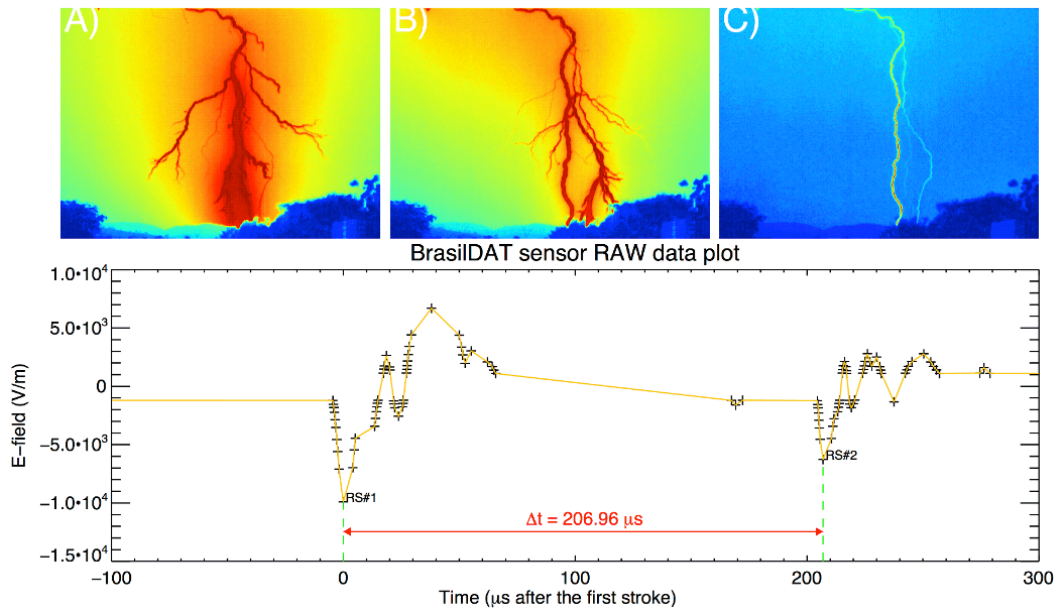 A)
B)
C)
BrasilDAT sensor RAW data plot
1.0•10⁴
5.0•10³
0
−5.0•10³
−1.0•10⁴
−1.5•10⁴
E−field (V/m)
RS#1
RS#2
Δt = 206.96 μs
−100
0
100
200
300
Time (μs after the first stroke)